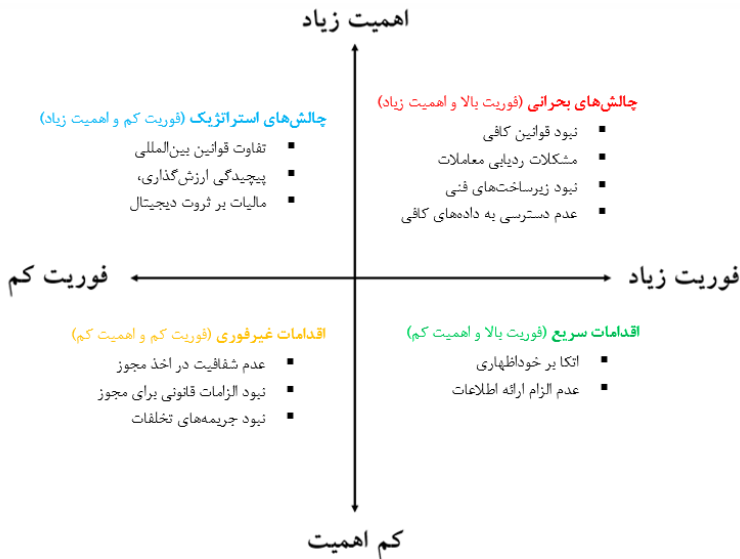 اهمیت زیاد
چالش‌های بحرانی (فوریت بالا و اهمیت زیاد)
▪ نبود قوانین کافی
▪ مشکلات ردیابی معاملات
▪ نبود زیرساخت‌های فنی
▪ عدم دسترسی به داده‌های کافی
چالش‌های استراتژیک (فوریت کم و اهمیت زیاد)
▪ تفاوت قوانین بین‌المللی
▪ پیچیدگی ارزش‌گذاری،
▪ مالیات بر ثروت دیجیتال
فوریت زیاد
فوریت کم
اقدامات سریع (فوریت بالا و اهمیت کم)
▪ اتکا بر خوداظهاری
▪ عدم الزام ارائه اطلاعات
اقدامات غیرفوری (فوریت کم و اهمیت کم)
▪ عدم شفافیت در اخذ مجوز
▪ نبود الزامات قانونی برای مجوز
▪ نبود جریمه‌های تخلفات
کم اهمیت